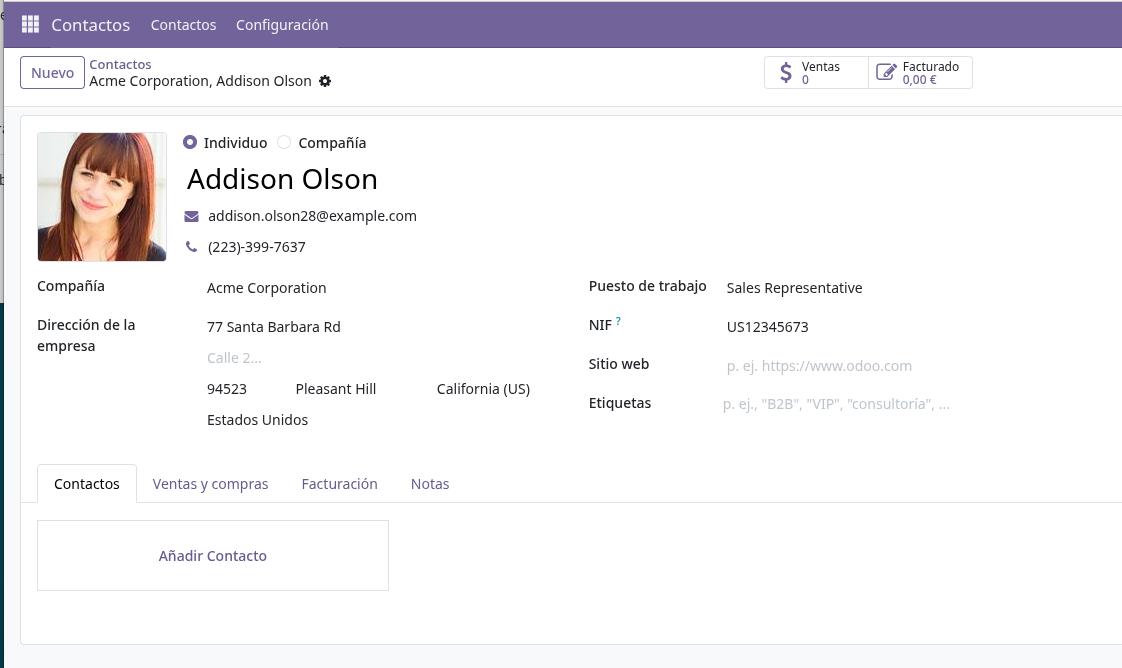 Contactos Contactos Configuración
Nuevo
Contactos
Acme Corporation, Addison Olson
Ventas
0
Facturado
0,00 €
Individuo Compañía
Addison Olson
addison.olson28@example.com
(223)-399-7637
Compañía Acme Corporation
Dirección de la empresa
77 Santa Barbara Rd
Calle 2...
94523 Pleasant Hill California (US)
Estados Unidos
Puesto de trabajo Sales Representative
NIF ? US12345673
Sitio web p. ej. https://www.odoo.com
Etiquetas p. ej., "B2B", "VIP", "consultoría", ...
Contactos Ventas y compras Facturación Notas
Añadir Contacto